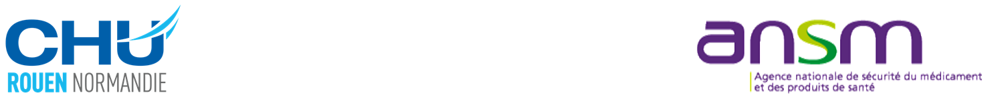 CHU
ROUEN NORMANDIE
ansm
Agence nationale de sécurité du médicament
et des produits de santé